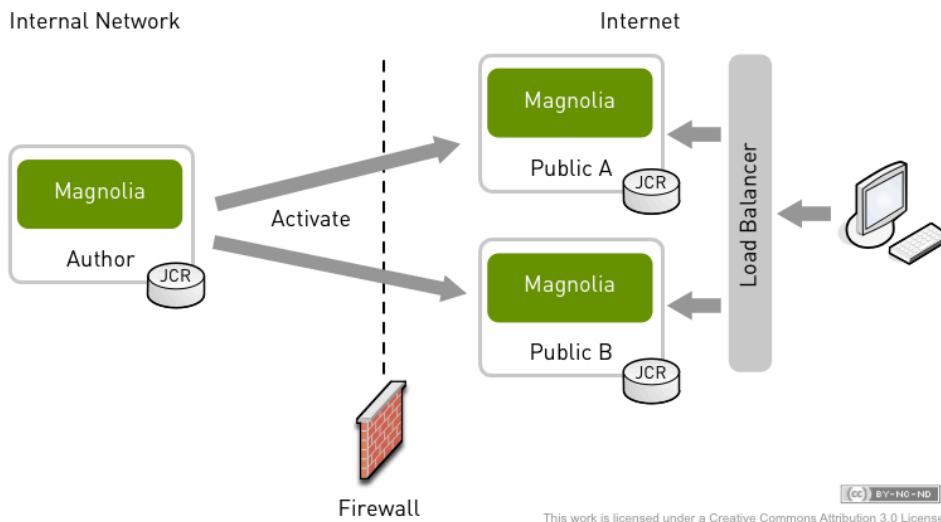 Internal Network
Internet
Magnolia
Author
JCR
Activate
Firewall
Magnolia
Public A
JCR
Magnolia
Public B
JCR
Load Balancer
cc BY-NC-ND
This work is licensed under a Creative Commons Attribution 3.0 License